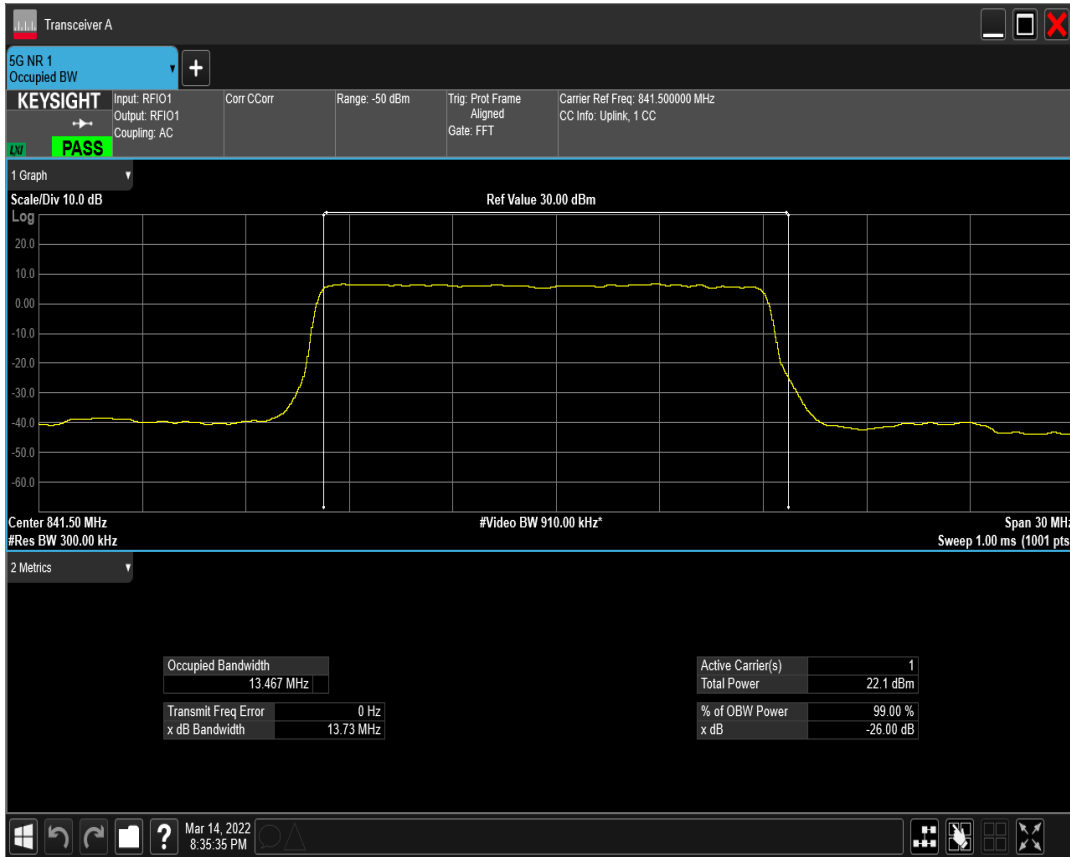 Transceiver A
5G NR 1
Occupied BW
KEYSIGHT
Input: RFIO1
Output: RFIO1
Coupling: AC
Corr CCorr
Range: -50 dBm
Trig: Prot Frame
Aligned
Gate: FFT
Carrier Ref Freq: 841.500000 MHz
CC Info: Uplink, 1 CC
LXI
PASS
1 Graph
Scale/Div 10.0 dB
Ref Value 30.00 dBm
Log
20.0
10.0
0.00
-10.0
-20.0
-30.0
-40.0
-50.0
-60.0
Center 841.50 MHz
#Video BW 910.00 kHz*
Span 30 MHz
#Res BW 300.00 kHz
Sweep 1.00 ms (1001 pts
2 Metrics
Occupied Bandwidth
13.467 MHz
Transmit Freq Error 0 Hz
x dB Bandwidth 13.73 MHz
Active Carrier(s) 1
Total Power 22.1 dBm
% of OBW Power 99.00 %
x dB -26.00 dB
?
Mar 14, 2022
8:35:35 PM